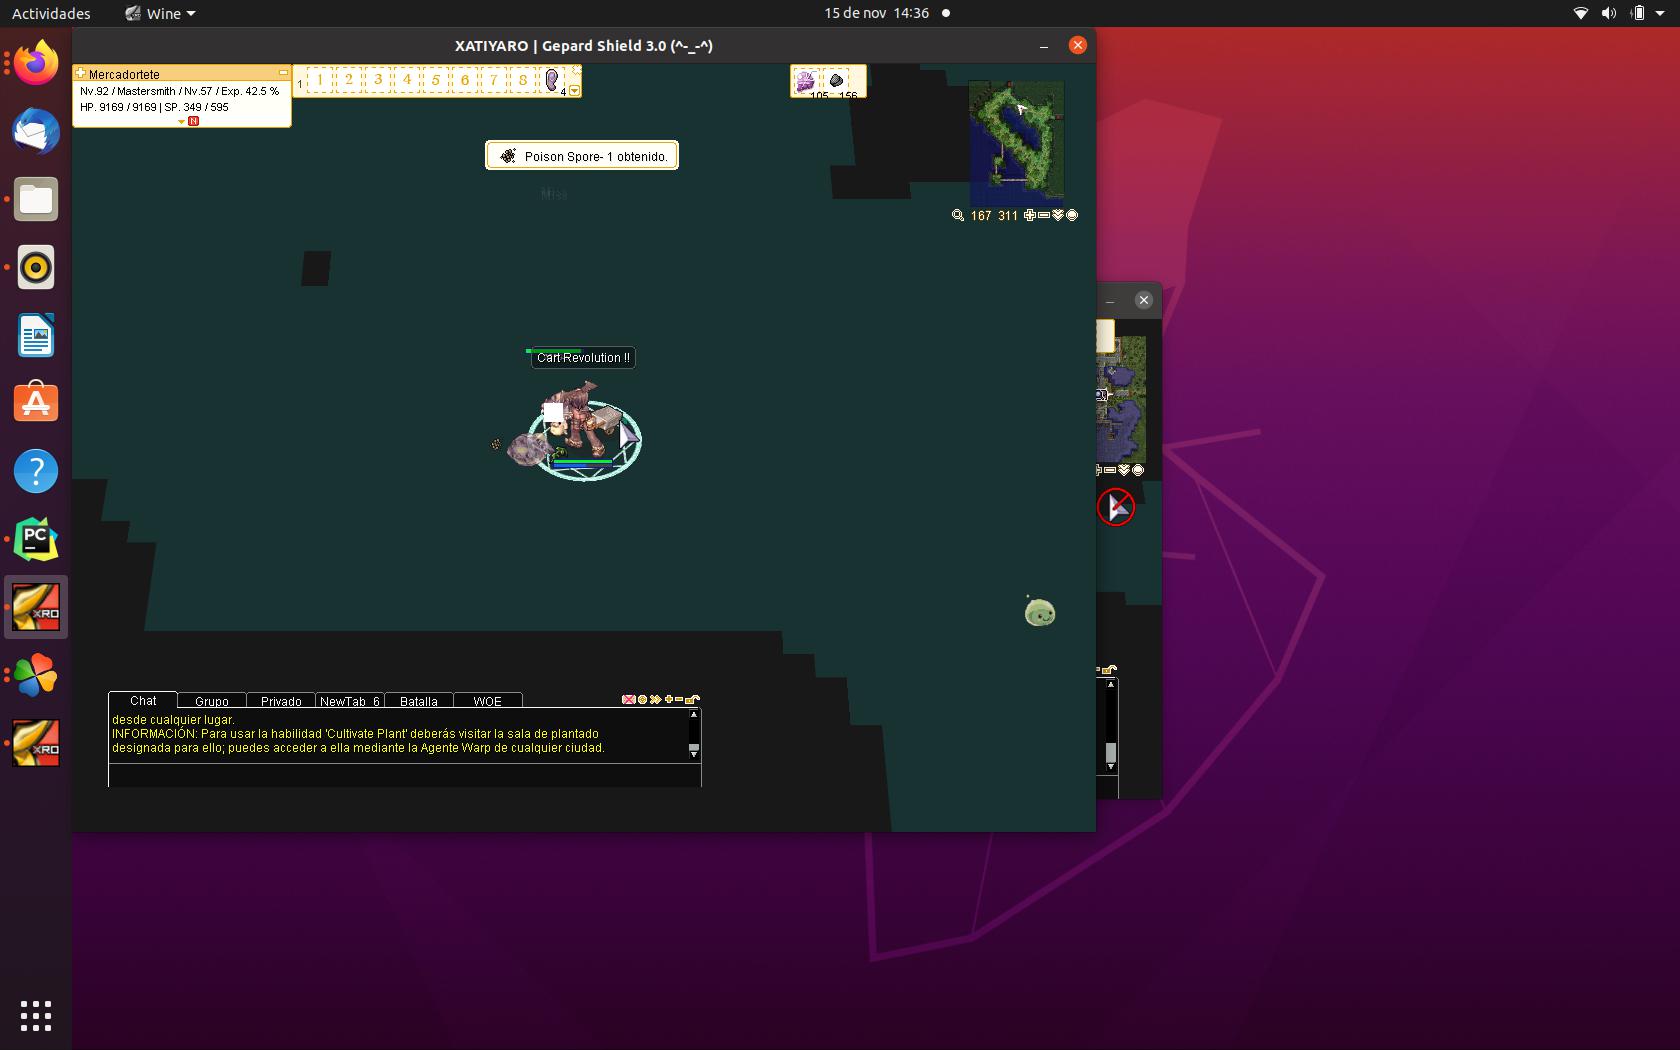 Actividades
Wine
15 de nov 14:36
XATIYARO | Gepard Shield 3.0 (^-_-^)
Mercadortete
Nv.92 / Mastersmith / Nv.57 / Exp. 42.5 %
HP. 9169 / 9169 | SP. 349 / 595
N
1
1 2 3 4 5 6 7 8
4
105 156
Poison Spore- 1 obtenido.
Miss
167 311
Cart Revolution !!
PC
XRO
XRO
Chat Grupo Privado NewTab 6 Batalla WOE
desde cualquier lugar.
INFORMACIÓN: Para usar la habilidad 'Cultivate Plant' deberás visitar la sala de plantado
designada para ello; puedes acceder a ella mediante la Agente Warp de cualquier ciudad.